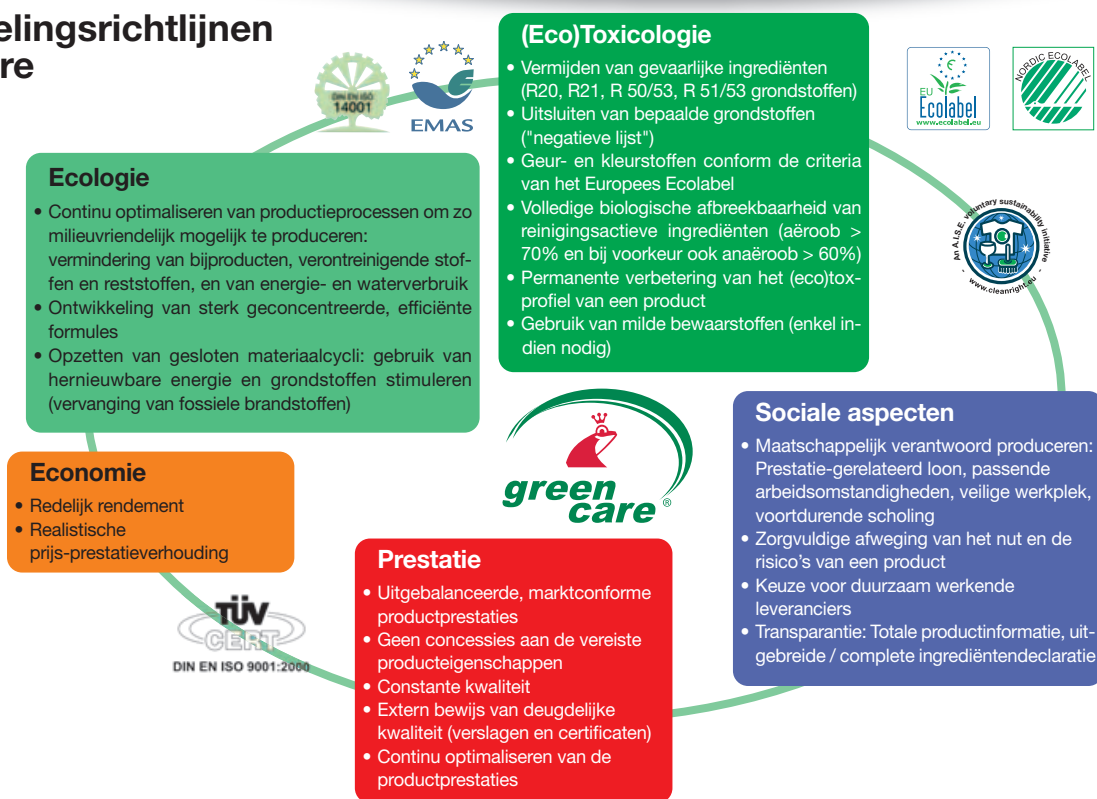 elingsrichtlijnen
re
DIN EN ISO
14001
EMAS
(Eco)Toxicologie
• Vermijden van gevaarlijke ingrediënten
(R20, R21, R 50/53, R 51/53 grondstoffen)
• Uitsluiten van bepaalde grondstoffen
("negatieve lijst")
• Geur- en kleurstoffen conform de criteria
van het Europees Ecolabel
• Volledige biologische afbreekbaarheid van
reinigingsactieve ingrediënten (aëroob >
70% en bij voorkeur ook anaëroob > 60%)
• Permanente verbetering van het (eco)tox-
profiel van een product
• Gebruik van milde bewaarstoffen (enkel in-
dien nodig)
EU
Ecolabel
www.ecolabel.eu
NORDIC ECOLABEL
An A.I.S.E. voluntary sustainability initiative
www.cleanright.eu
Ecologie
• Continu optimaliseren van productieprocessen om zo
milieuvriendelijk mogelijk te produceren:
vermindering van bijproducten, verontreinigende stof-
fen en reststoffen, en van energie- en waterverbruik
• Ontwikkeling van sterk geconcentreerde, efficiënte
formules
• Opzetten van gesloten materiaalcycli: gebruik van
hernieuwbare energie en grondstoffen stimuleren
(vervanging van fossiele brandstoffen)
green
care ®
Sociale aspecten
• Maatschappelijk verantwoord produceren:
Prestatie-gerelateerd loon, passende
arbeidsomstandigheden, veilige werkplek,
voortdurende scholing
• Zorgvuldige afweging van het nut en de
risico's van een product
• Keuze voor duurzaam werkende
leveranciers
• Transparantie: Totale productinformatie, uit-
gebreide / complete ingrediëntendeclaratie
Economie
• Redelijk rendement
• Realistische
prijs-prestatieverhouding
TÜV
CERT
DIN EN ISO 9001:2000
Prestatie
• Uitgebalanceerde, marktconforme
productprestaties
• Geen concessies aan de vereiste
producteigenschappen
• Constante kwaliteit
• Extern bewijs van deugdelijke
kwaliteit (verslagen en certificaten)
• Continu optimaliseren van de
productprestaties